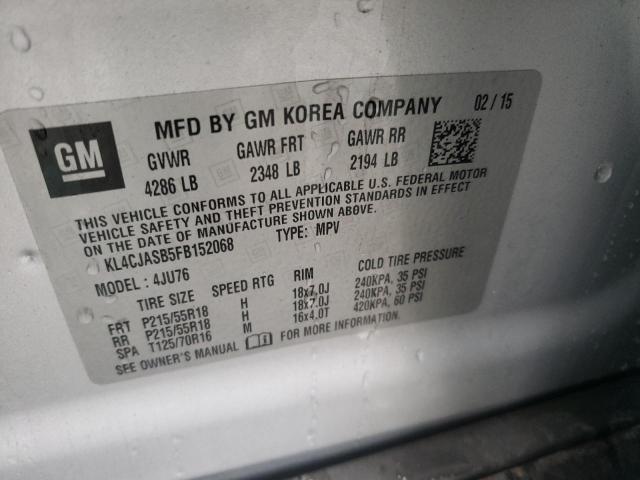 GM
MFD BY GM KOREA COMPANY 02 / 15
GVWR GAWR FRT GAWR RR
4286 LB 2348 LB 2194 LB
THIS VEHICLE CONFORMS TO ALL APPLICABLE U.S. FEDERAL MOTOR
VEHICLE SAFETY AND THEFT PREVENTION STANDARDS IN EFFECT
ON THE DATE OF MANUFACTURE SHOWN ABOVE.
KL4CJASB5FB152068 TYPE: MPV
MODEL : 4JU76
TIRE SIZE SPEED RTG RIM COLD TIRE PRESSURE
FRT P215/55R18 H 18x7.0J 240KPA, 35 PSI
RR P215/55R18 H 18x7.0J 240KPA, 35 PSI
SPA T125/70R16 M 16x4.0T 420KPA, 60 PSI
SEE OWNER'S MANUAL FOR MORE INFORMATION.